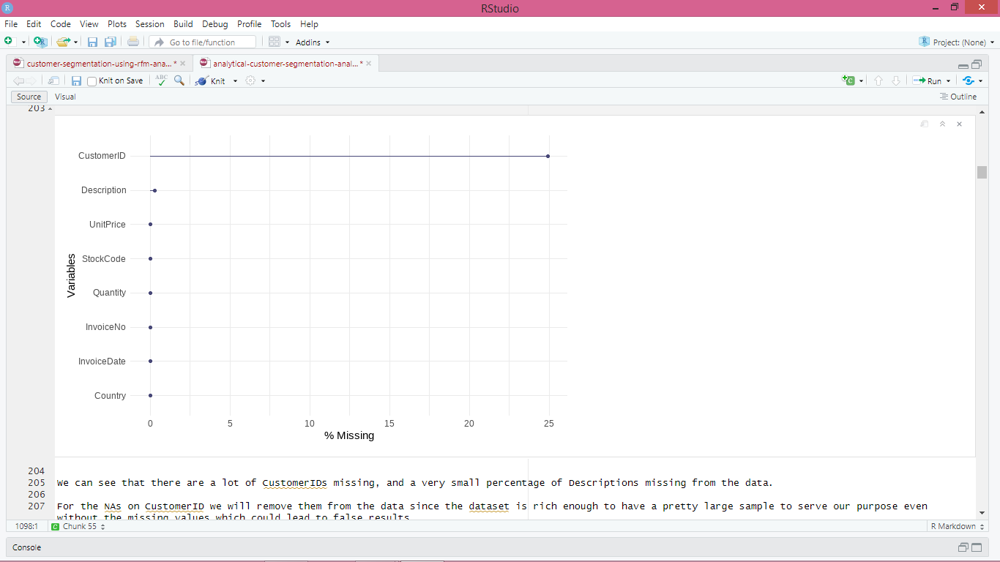 RStudio
File Edit Code View Plots Session Build Debug Profile Tools Help
Go to file/function Addins Project: (None)
customer-segmentation-using-rfm-ana...* analytical-customer-segmentation-anal...*
Knit on Save ABC Knit Run
Source Visual Outline
203
CustomerID
Description
UnitPrice
StockCode
Quantity
InvoiceNo
InvoiceDate
Country
Variables
0 5 10 15 20 25
% Missing
204
205 We can see that there are a lot of CustomerIDs missing, and a very small percentage of Descriptions missing from the data.
206
207 For the NAs on CustomerID we will remove them from the data since the dataset is rich enough to have a pretty large sample to serve our purpose even
without the missing values which could lead to false results
1098:1 C Chunk 55 R Markdown
Console